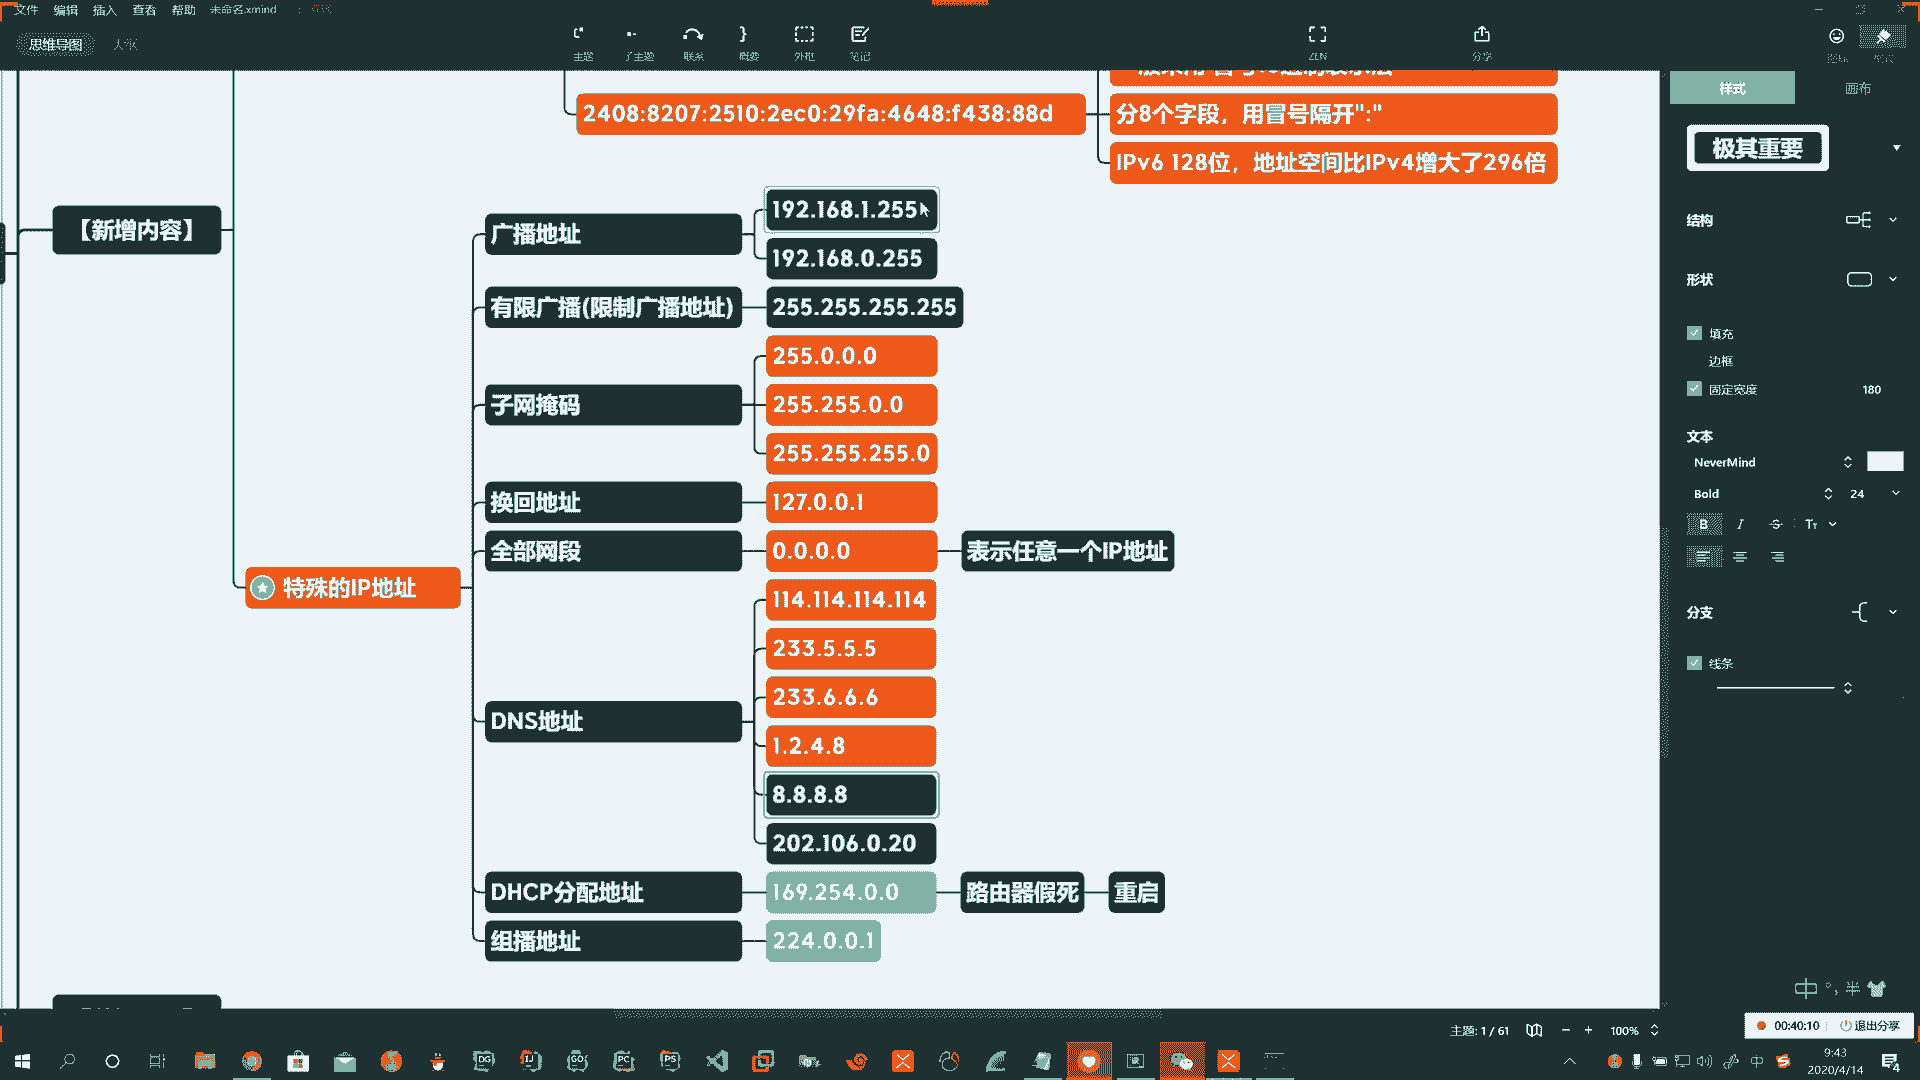 文件 编辑 插入 查看 帮助 未命名.xmind
思维导图 大纲
主题 子主题 联系 概要 外框 笔记 ZEN 分享
样式 画布
2408:8207:2510:2ec0:29fa:4648:f438:88d
分8个字段，用冒号隔开":"
IPv6 128位，地址空间比IPv4增大了296倍
【新增内容】
特殊的IP地址
广播地址
192.168.1.255
192.168.0.255
有限广播(限制广播地址)
255.255.255.255
子网掩码
255.0.0.0
255.255.0.0
255.255.255.0
换回地址
127.0.0.1
全部网段
0.0.0.0
表示任意一个IP地址
DNS地址
114.114.114.114
233.5.5.5
233.6.6.6
1.2.4.8
8.8.8.8
202.106.0.20
DHCP分配地址
169.254.0.0
路由器假死
重启
组播地址
224.0.0.1
极其重要
结构
形状
填充
边框
固定宽度 180
文本
NeverMind
Bold 24
B I S Tт
分支
线条
中 °, 半
主题: 1 / 61 − + 100%
00:40:10 退出分享
DG IJ GO PC PS
中
9:43
2020/4/14
4